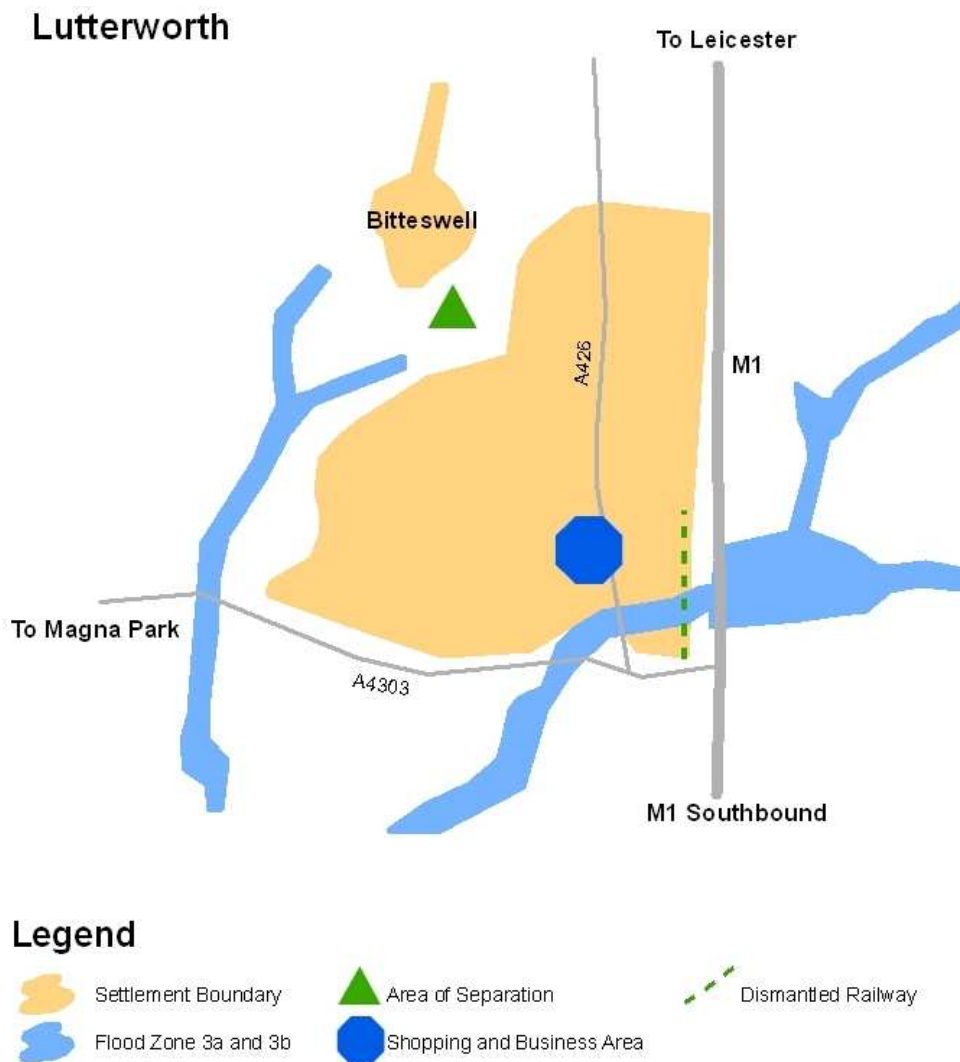 Lutterworth
To Leicester
Bitteswell
A426
M1
To Magna Park
A4303
M1 Southbound
Legend
Settlement Boundary
Area of Separation
Dismantled Railway
Flood Zone 3a and 3b
Shopping and Business Area